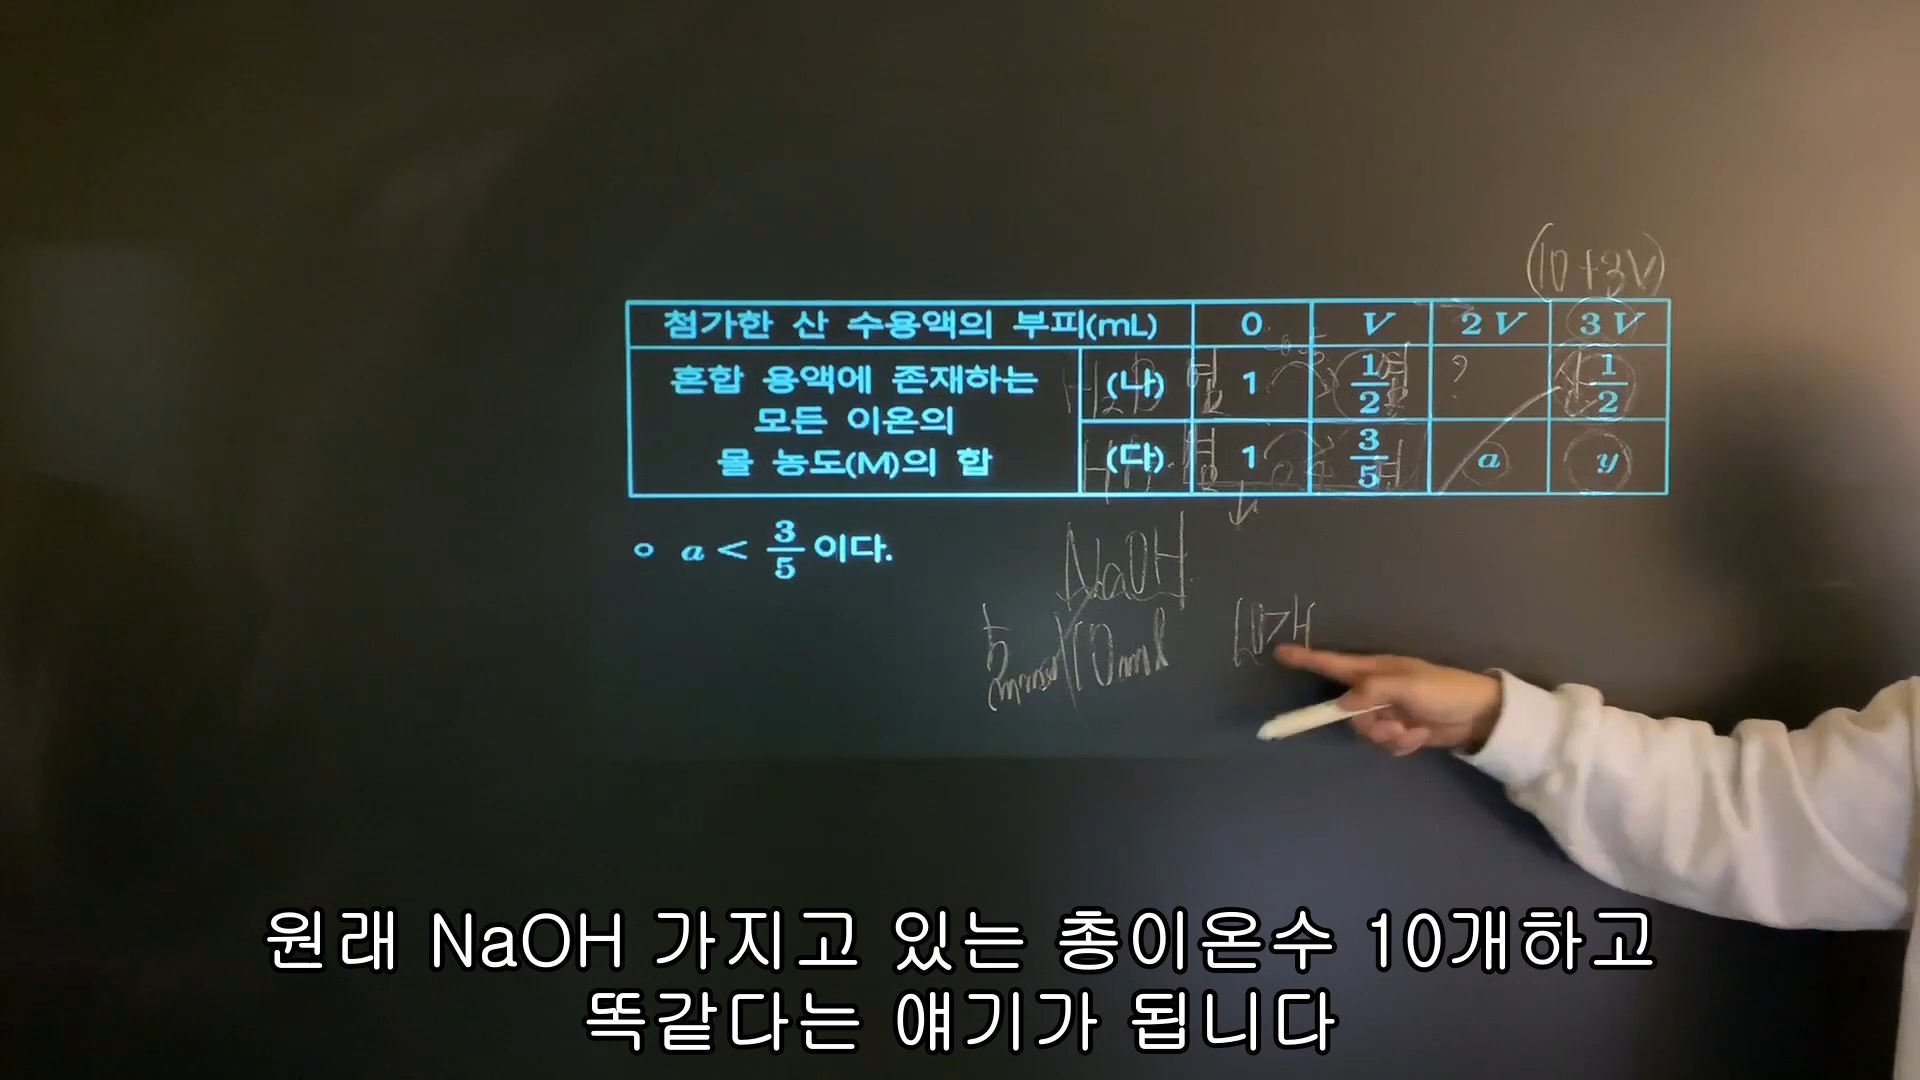 (10+3V)
첨가한 산 수용액의 부피(mL) 0 V 2V 3V
혼합 용액에 존재하는
모든 이온의
몰 농도(M)의 합
(나) 1 1/2 ? 1/2
(다) 1 3/5 a y
○ a < 3/5 이다.
NaOH
10ml
10개
원래 NaOH 가지고 있는 총이온수 10개하고
똑같다는 얘기가 됩니다